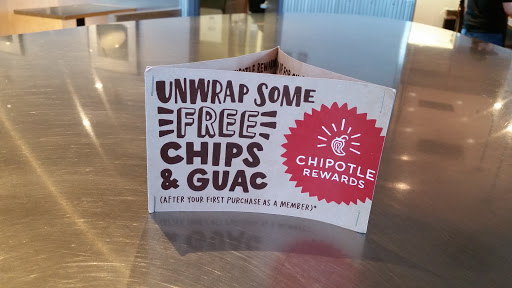 UNWRAP SOME
FREE
CHIPS
& GUAC
(AFTER YOUR FIRST PURCHASE AS A MEMBER)*
CHIPOTLE
REWARDS